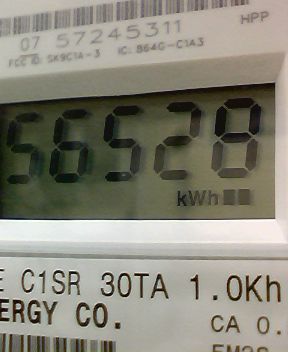 HPP
07 57245311
FCC ID: SK9C1A-3 IC: 864G-C1A3
56528
kWh
E C1SR 30TA 1.0Kh
ERGY CO.
CA 0.